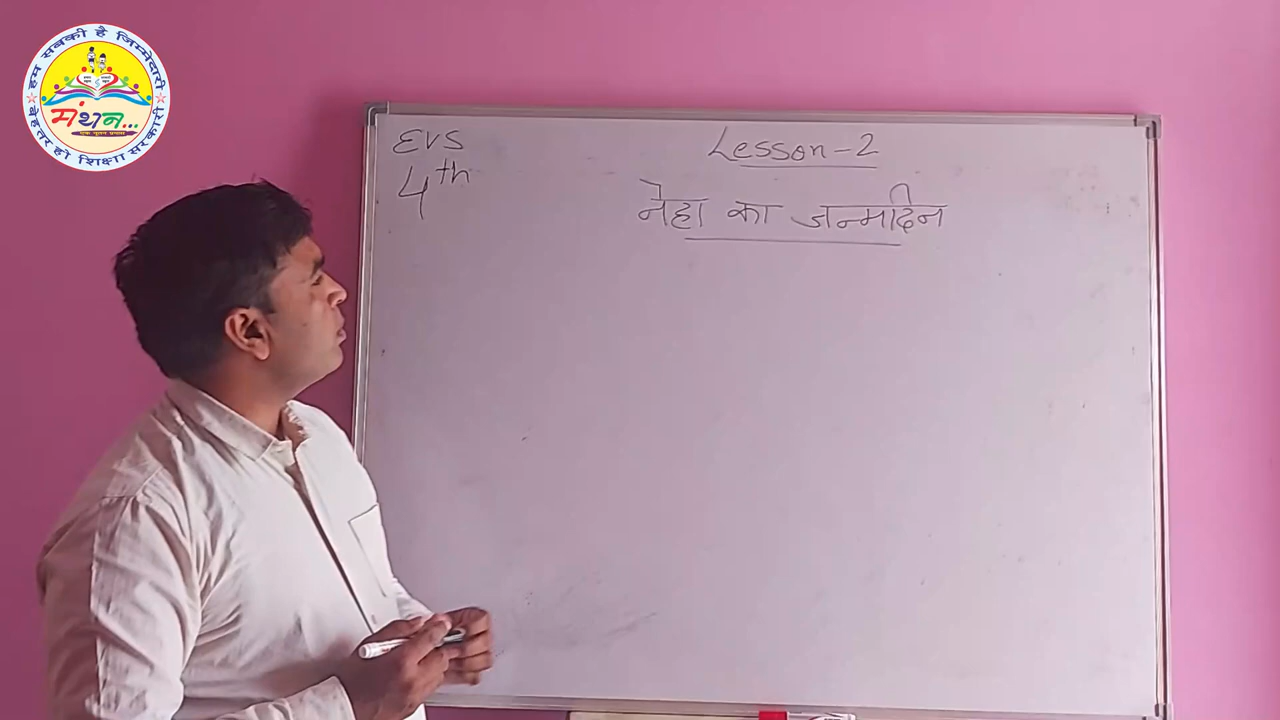 हम सबकी है जिम्मेदारी
मंथन...
बेहतर हो शिक्षा सरकारी
EVS
4th
Lesson-2
नेहा का जन्मदिन